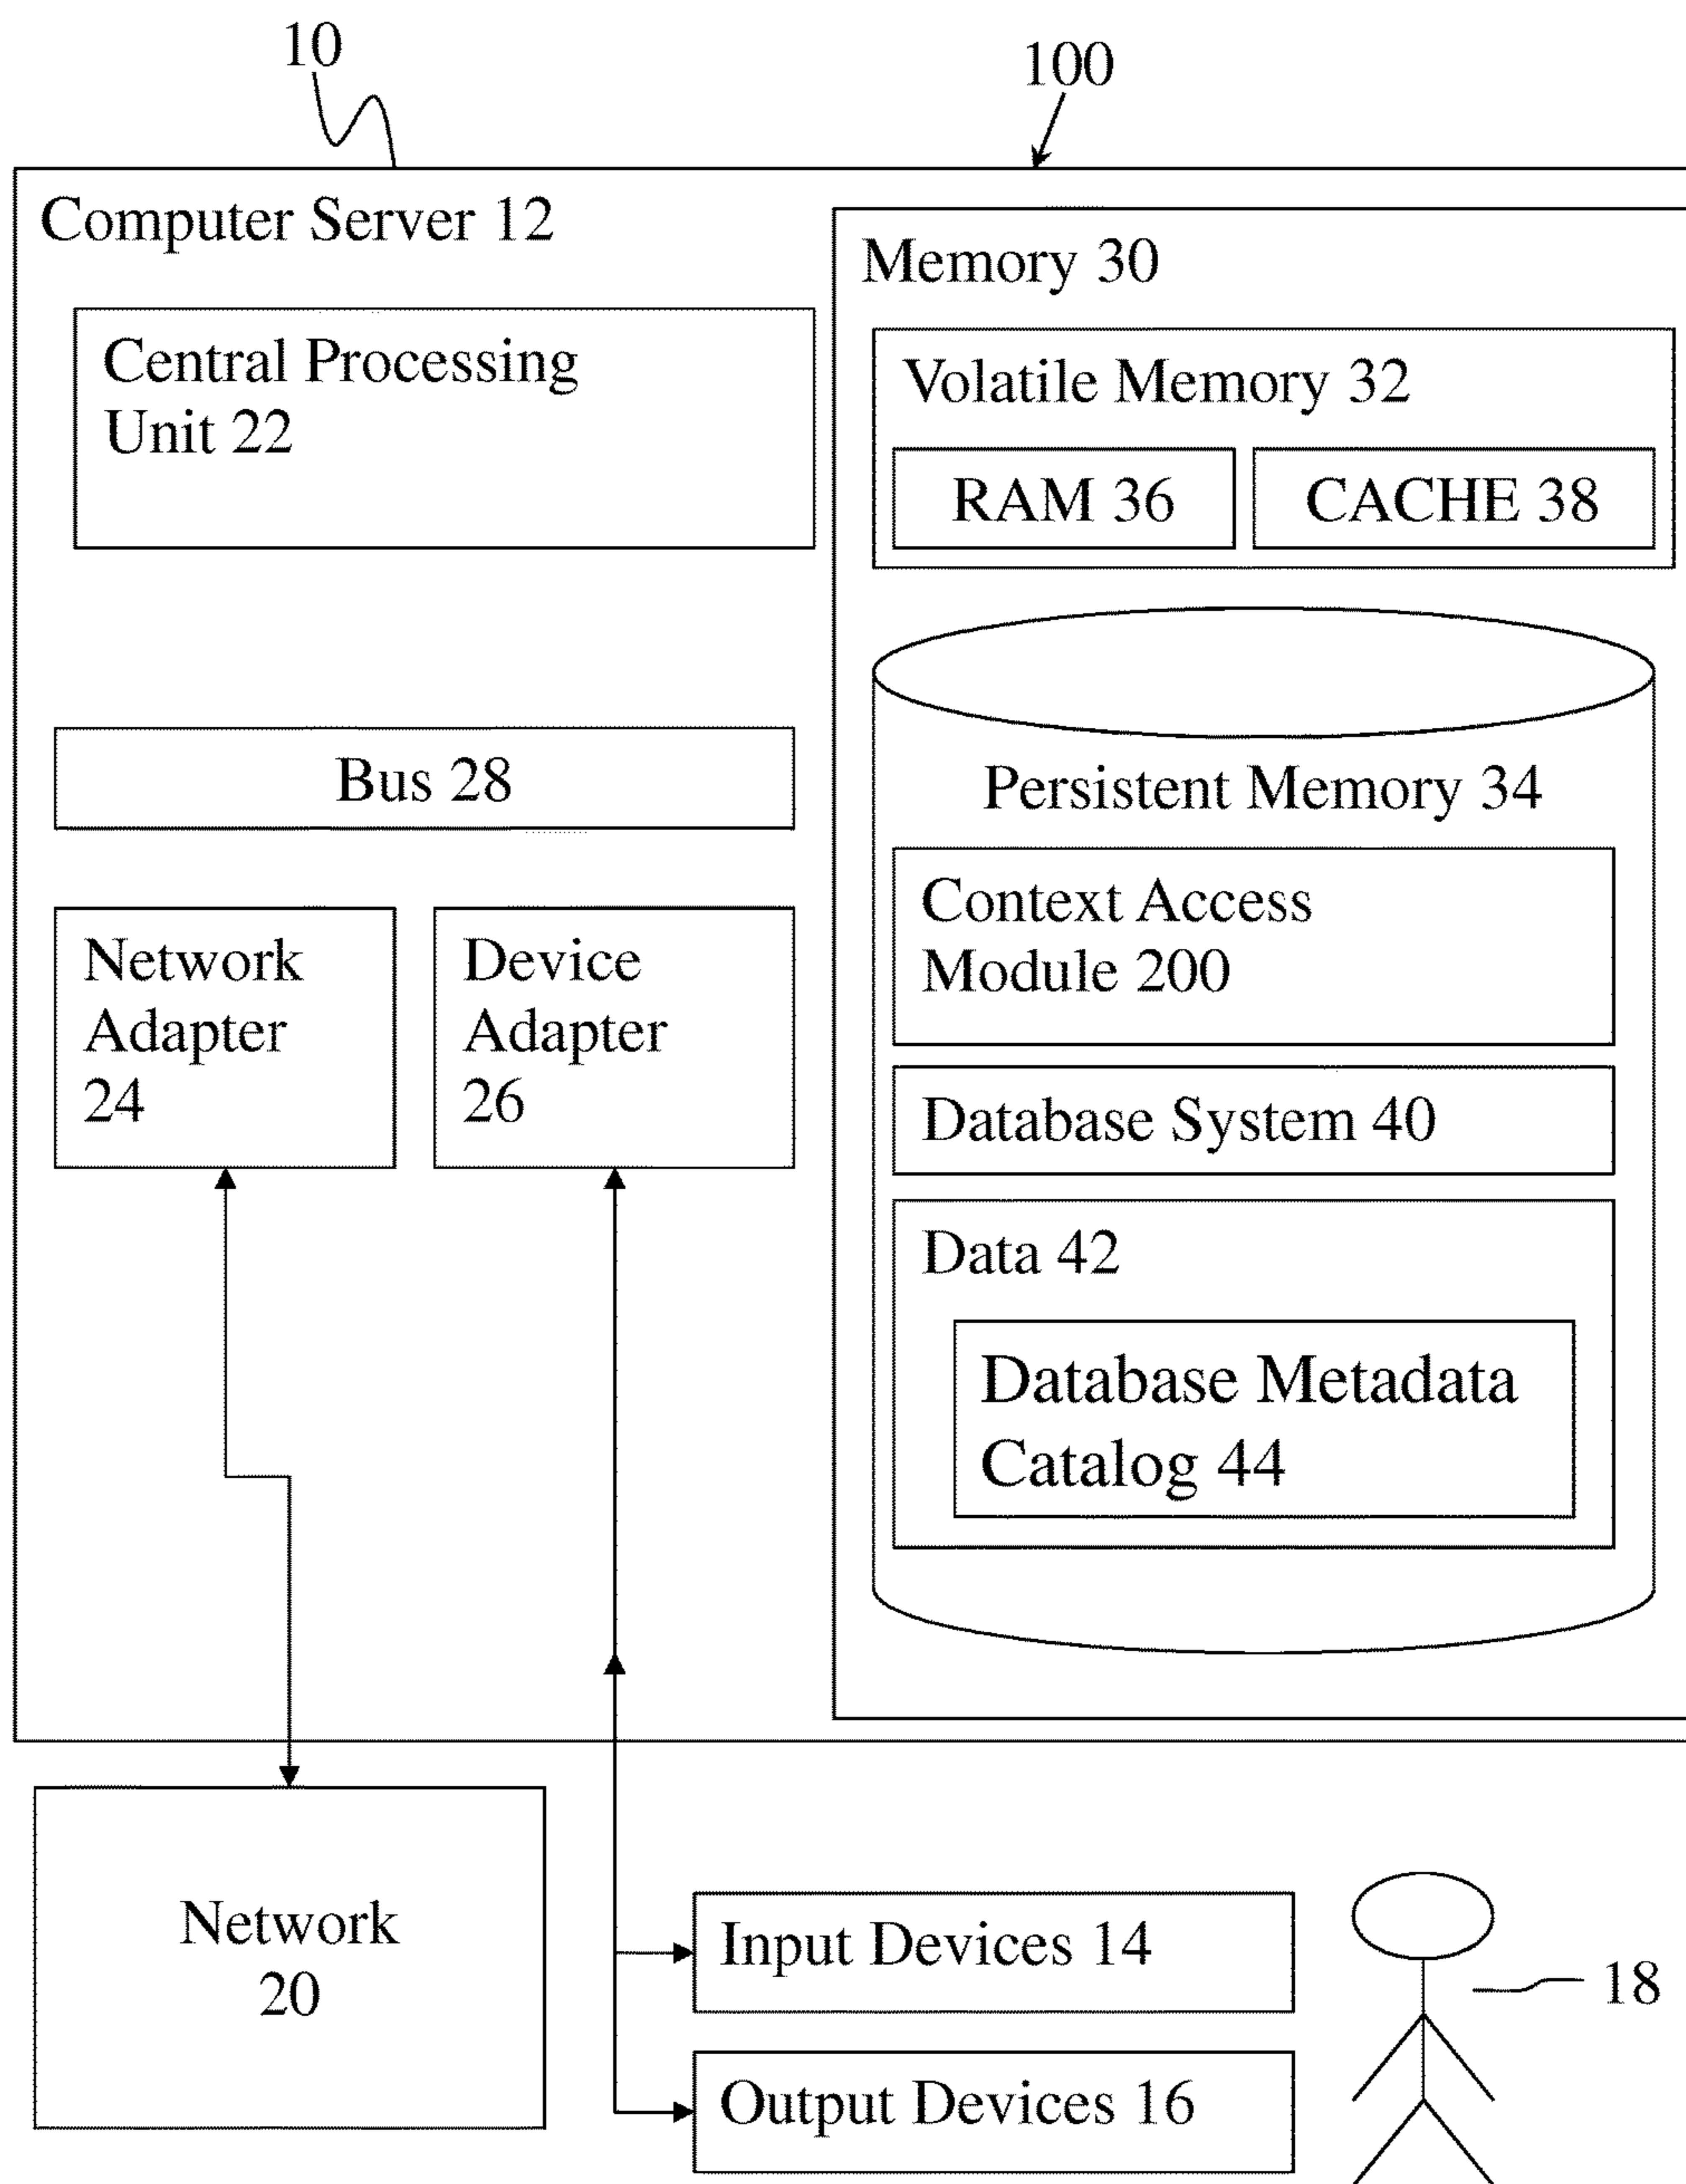 10
100
Computer Server 12
Central Processing
Unit 22
Bus 28
Network
Adapter
24
Device
Adapter
26
Memory 30
Volatile Memory 32
RAM 36
CACHE 38
Persistent Memory 34
Context Access
Module 200
Database System 40
Data 42
Database Metadata
Catalog 44
Network
20
Input Devices 14
Output Devices 16
18